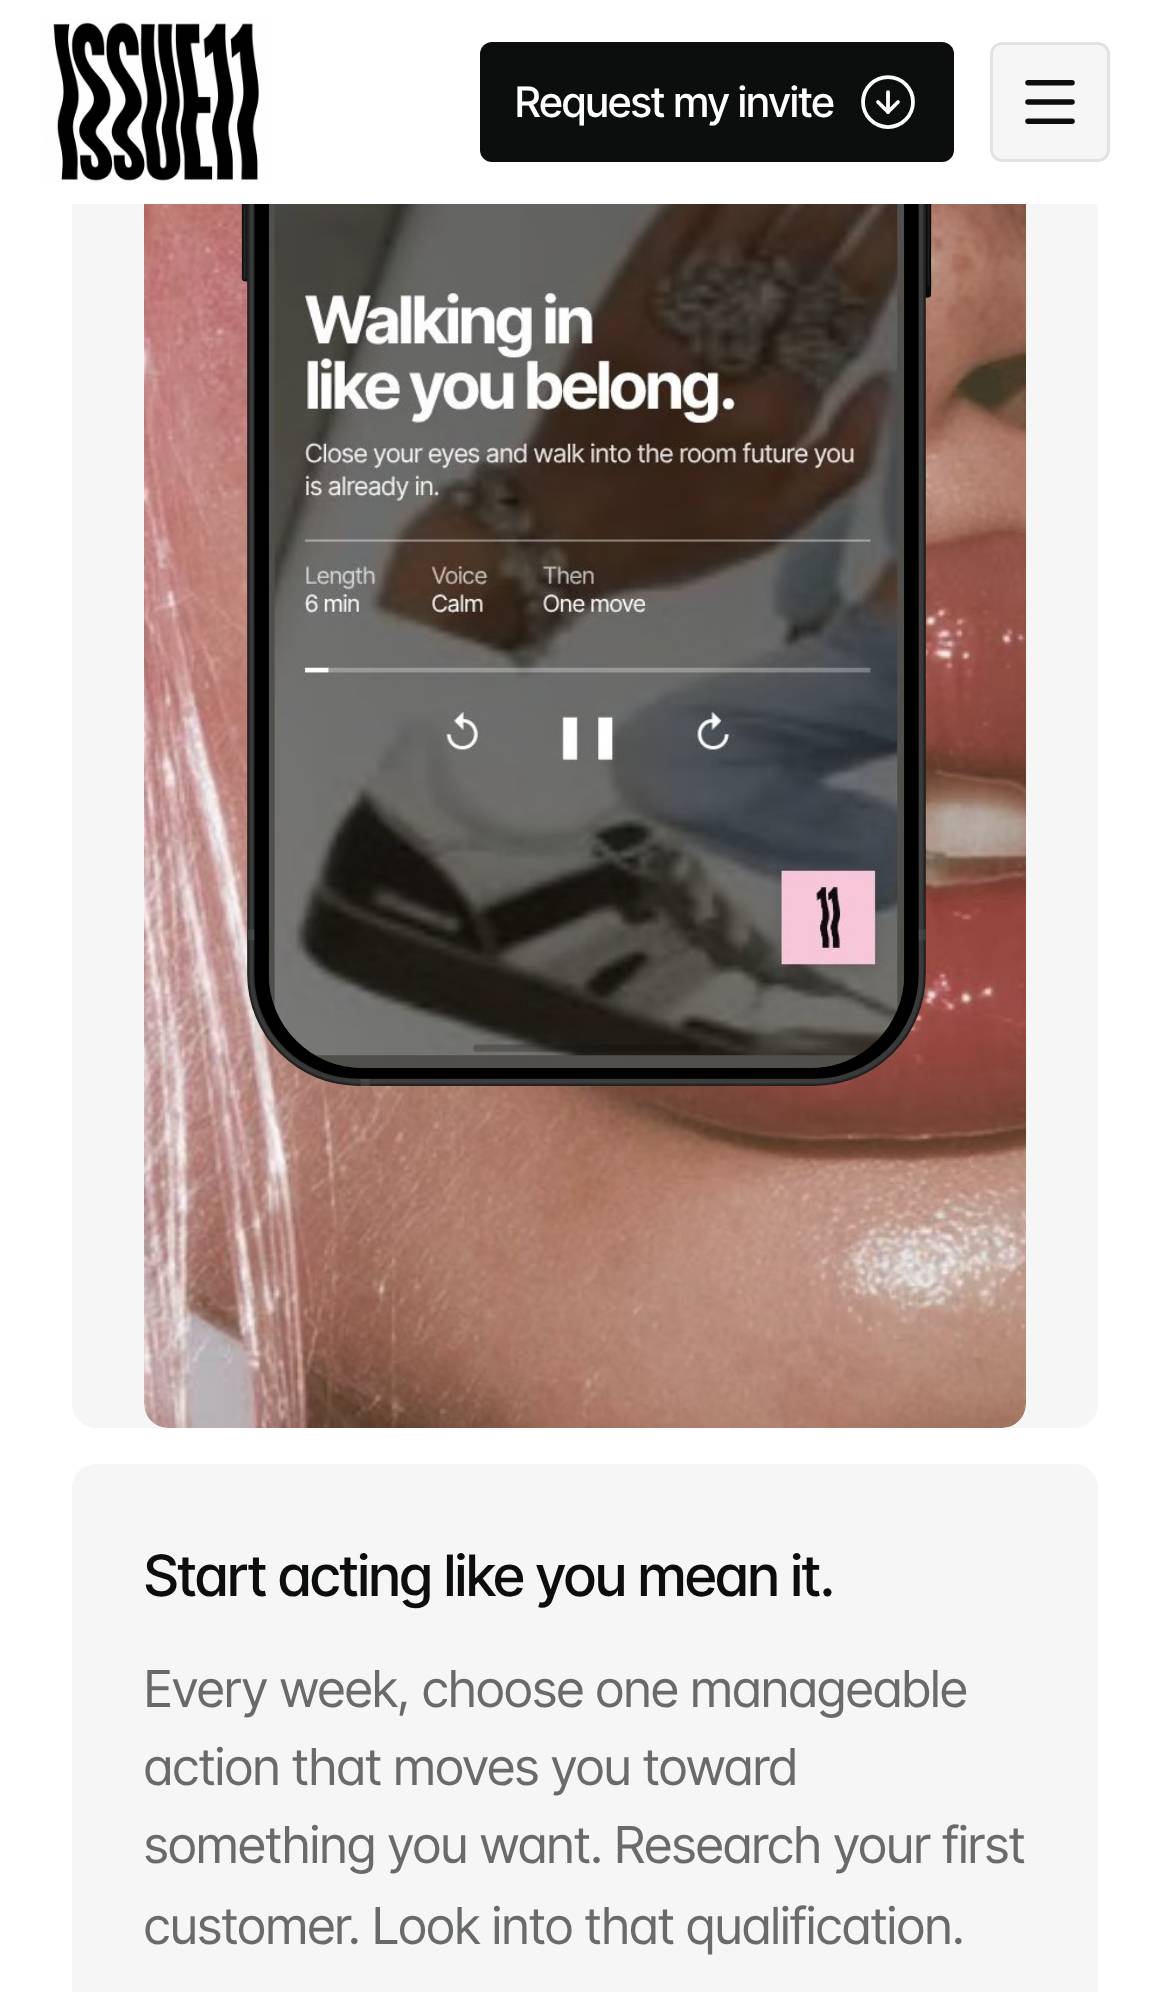 ISSUE11
Request my invite
Walking in
like you belong.
Close your eyes and walk into the room future you
is already in.
Length Voice Then
6 min Calm One move
11
Start acting like you mean it.
Every week, choose one manageable
action that moves you toward
something you want. Research your first
customer. Look into that qualification.